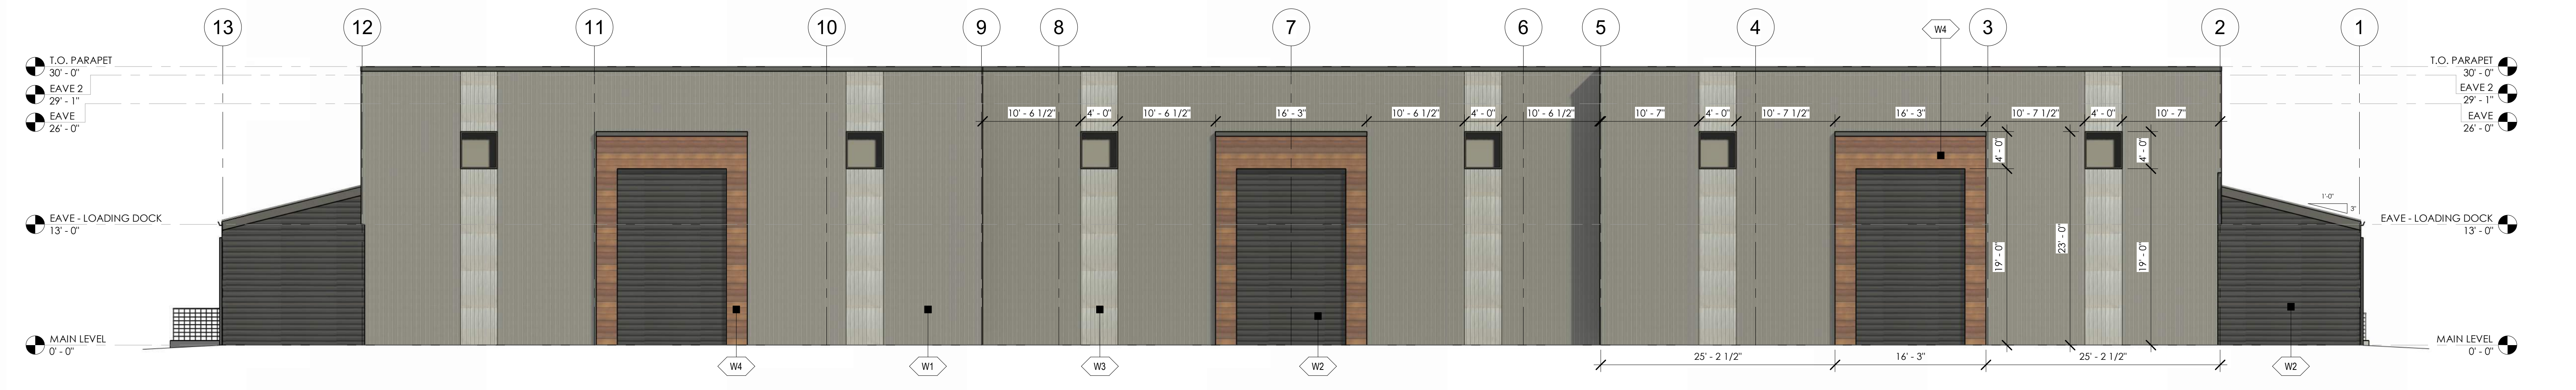 13 12 11 10 9 8 7 6 5 4 W4 3 2 1
T.O. PARAPET
30' - 0"
EAVE 2
29' - 1"
EAVE
26' - 0"
T.O. PARAPET
30' - 0"
EAVE 2
29' - 1"
EAVE
26' - 0"
10' - 6 1/2" 4' - 0" 10' - 6 1/2" 16' - 3" 10' - 6 1/2" 4' - 0" 10' - 6 1/2" 10' - 7" 4' - 0" 10' - 7 1/2" 16' - 3" 10' - 7 1/2" 4' - 0" 10' - 7"
4' - 0" 4' - 0"
1'-0"
3"
EAVE - LOADING DOCK
13' - 0"
EAVE - LOADING DOCK
13' - 0"
19' - 0" 23' - 0" 19' - 0"
MAIN LEVEL
0' - 0"
MAIN LEVEL
0' - 0"
25' - 2 1/2" 16' - 3" 25' - 2 1/2"
W4 W1 W3 W2 W2